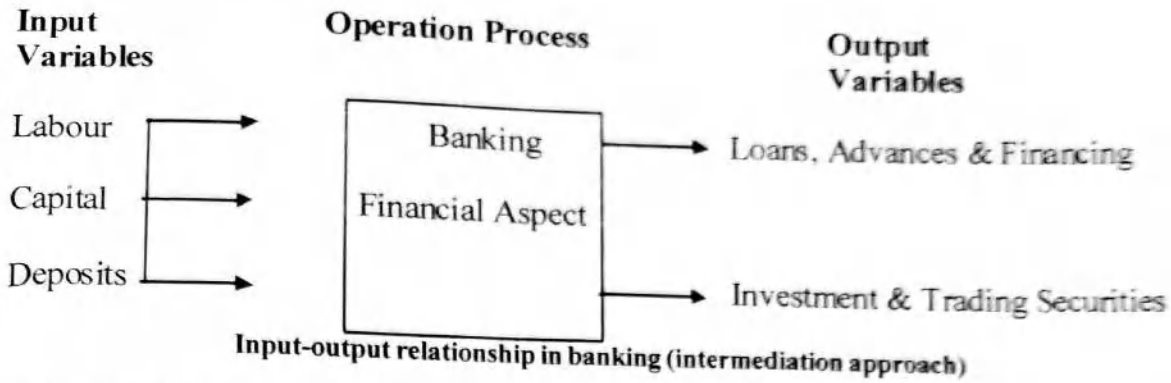 Input
Variables
Operation Process
Output
Variables
Labour
Capital
Deposits
Banking
Financial Aspect
Loans, Advances & Financing
Investment & Trading Securities
Input-output relationship in banking (intermediation approach)